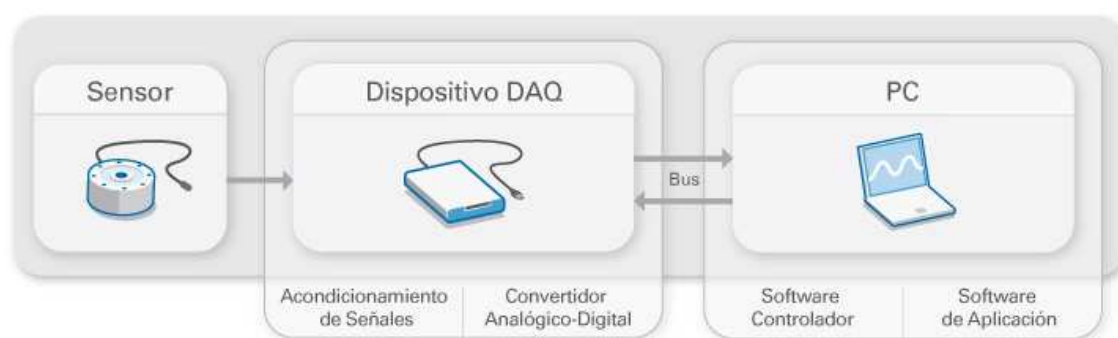 Sensor
Dispositivo DAQ
PC
Bus
Acondicionamiento
de Señales
Convertidor
Analógico-Digital
Software
Controlador
Software
de Aplicación